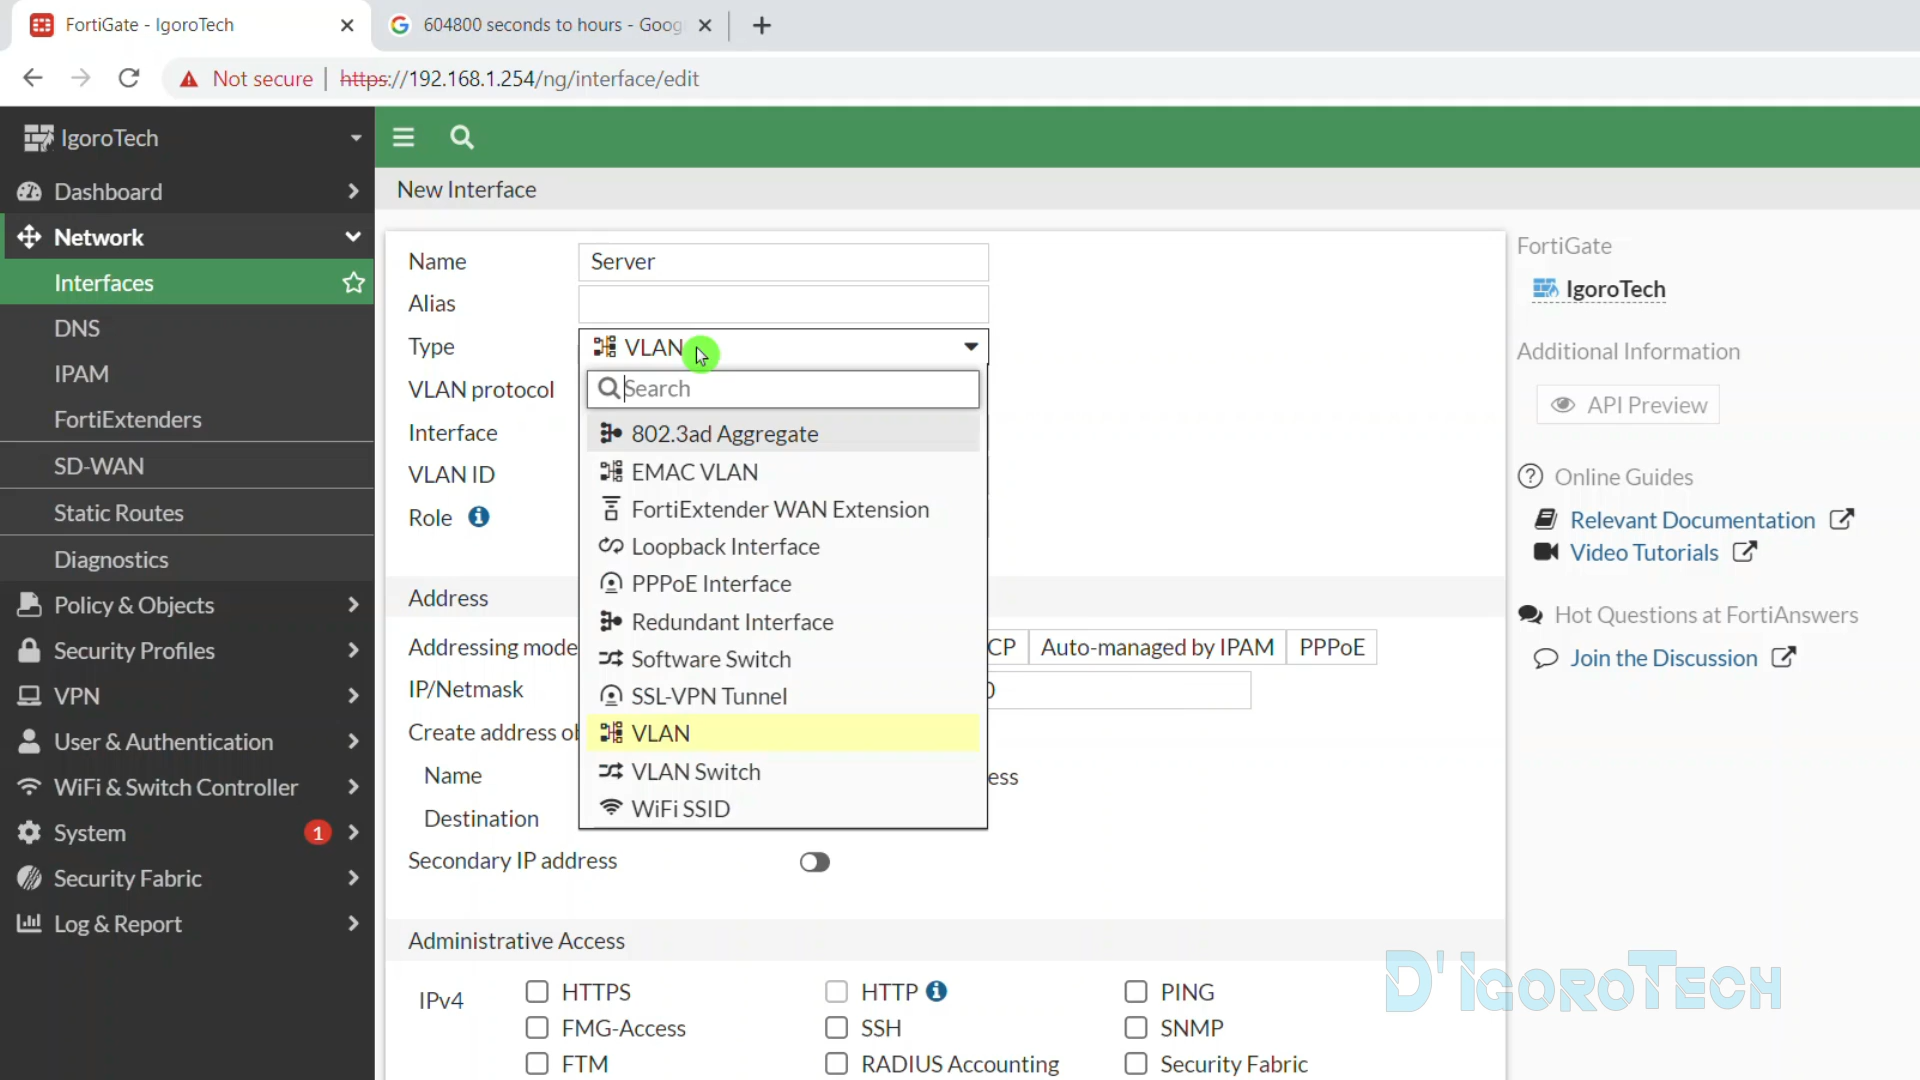 FortiGate - IgoroTech
604800 seconds to hours - Goog
Not secure
https://192.168.1.254/ng/interface/edit
IgoroTech
Dashboard
Network
Interfaces
DNS
IPAM
FortiExtenders
SD-WAN
Static Routes
Diagnostics
Policy & Objects
Security Profiles
VPN
User & Authentication
WiFi & Switch Controller
System 1
Security Fabric
Log & Report
New Interface
Name Server
Alias
Type VLAN
VLAN protocol
Interface
VLAN ID
Role
Search
802.3ad Aggregate
EMAC VLAN
FortiExtender WAN Extension
Loopback Interface
PPPoE Interface
Redundant Interface
Software Switch
SSL-VPN Tunnel
VLAN
VLAN Switch
WiFi SSID
Address
Addressing mode CP Auto-managed by IPAM PPPoE
IP/Netmask 0
Create address ob
Name ess
Destination
Secondary IP address
Administrative Access
IPv4 HTTPS HTTP PING
FMG-Access SSH SNMP
FTM RADIUS Accounting Security Fabric
FortiGate
IgoroTech
Additional Information
API Preview
Online Guides
Relevant Documentation
Video Tutorials
Hot Questions at FortiAnswers
Join the Discussion
D'IGOROTECH